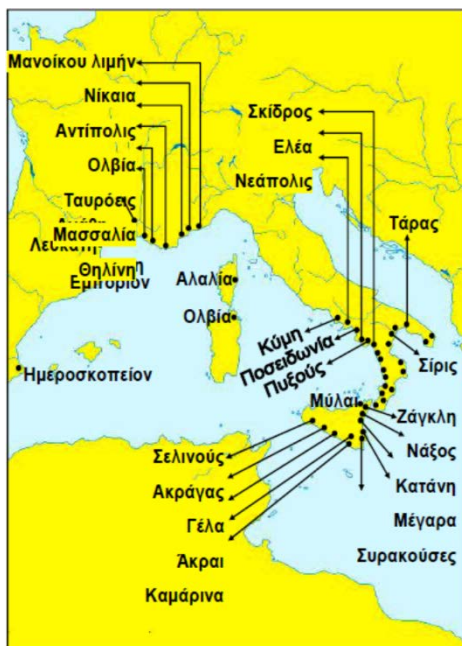 Μανοίκου λιμήν
Νίκαια
Αντίπολις
Ολβία
Ταυρόεις
Μασσαλία
Λευκάτη
Θηλίνη
Εμπόριον
Ημεροσκοπείον
Αλαλία
Ολβία
Σκίδρος
Ελέα
Νεάπολις
Τάρας
Κύμη
Ποσειδωνία
Πυξούς
Σίρις
Μύλαι
Ζάγκλη
Νάξος
Κατάνη
Μέγαρα
Συρακούσες
Σελινούς
Ακράγας
Γέλα
Άκραι
Καμάρινα